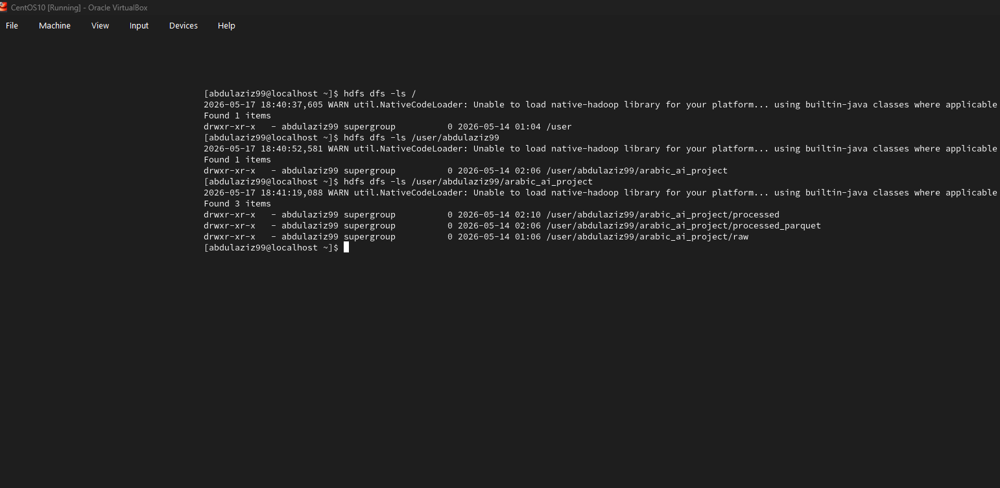 CentOS10 [Running] - Oracle VirtualBox
File Machine View Input Devices Help
[abdulaziz99@localhost ~]$ hdfs dfs -ls /
2026-05-17 18:40:37,605 WARN util.NativeCodeLoader: Unable to load native-hadoop library for your platform... using builtin-java classes where applicable
Found 1 items
drwxr-xr-x   - abdulaziz99 supergroup          0 2026-05-14 01:04 /user
[abdulaziz99@localhost ~]$ hdfs dfs -ls /user/abdulaziz99
2026-05-17 18:40:52,581 WARN util.NativeCodeLoader: Unable to load native-hadoop library for your platform... using builtin-java classes where applicable
Found 1 items
drwxr-xr-x   - abdulaziz99 supergroup          0 2026-05-14 02:06 /user/abdulaziz99/arabic_ai_project
[abdulaziz99@localhost ~]$ hdfs dfs -ls /user/abdulaziz99/arabic_ai_project
2026-05-17 18:41:19,088 WARN util.NativeCodeLoader: Unable to load native-hadoop library for your platform... using builtin-java classes where applicable
Found 3 items
drwxr-xr-x   - abdulaziz99 supergroup          0 2026-05-14 02:10 /user/abdulaziz99/arabic_ai_project/processed
drwxr-xr-x   - abdulaziz99 supergroup          0 2026-05-14 02:06 /user/abdulaziz99/arabic_ai_project/processed_parquet
drwxr-xr-x   - abdulaziz99 supergroup          0 2026-05-14 01:06 /user/abdulaziz99/arabic_ai_project/raw
[abdulaziz99@localhost ~]$